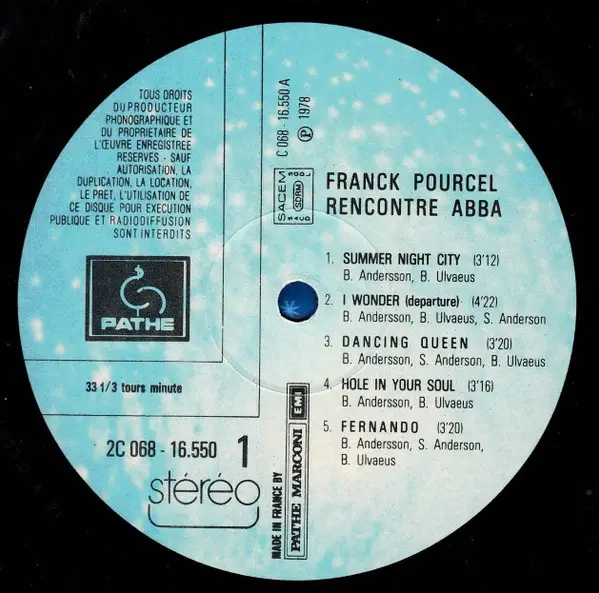 TOUS DROITS
DU PRODUCTEUR
PHONOGRAPHIQUE ET
DU PROPRIETAIRE DE
L'ŒUVRE ENREGISTREE
RESERVES - SAUF
AUTORISATION, LA
DUPLICATION, LA LOCATION,
LE PRET, L'UTILISATION DE
CE DISQUE POUR EXECUTION
PUBLIQUE ET RADIODIFFUSION
SONT INTERDITS
PATHE
33 1/3 tours minute
2C 068 - 16.550 1
stéréo
C 068 - 16.550 A
℗ 1978
SACEM
SDRM
SACD
FRANCK POURCEL
RENCONTRE ABBA
1. SUMMER NIGHT CITY (3'12)
B. Andersson, B. Ulvaeus
2. I WONDER (departure) (4'22)
B. Andersson, B. Ulvaeus, S. Anderson
3. DANCING QUEEN (3'20)
B. Andersson, S. Anderson, B. Ulvaeus
4. HOLE IN YOUR SOUL (3'16)
B. Andersson, B. Ulvaeus
5. FERNANDO (3'20)
B. Andersson, S. Anderson,
B. Ulvaeus
MADE IN FRANCE BY
PATHE MARCONI EMI